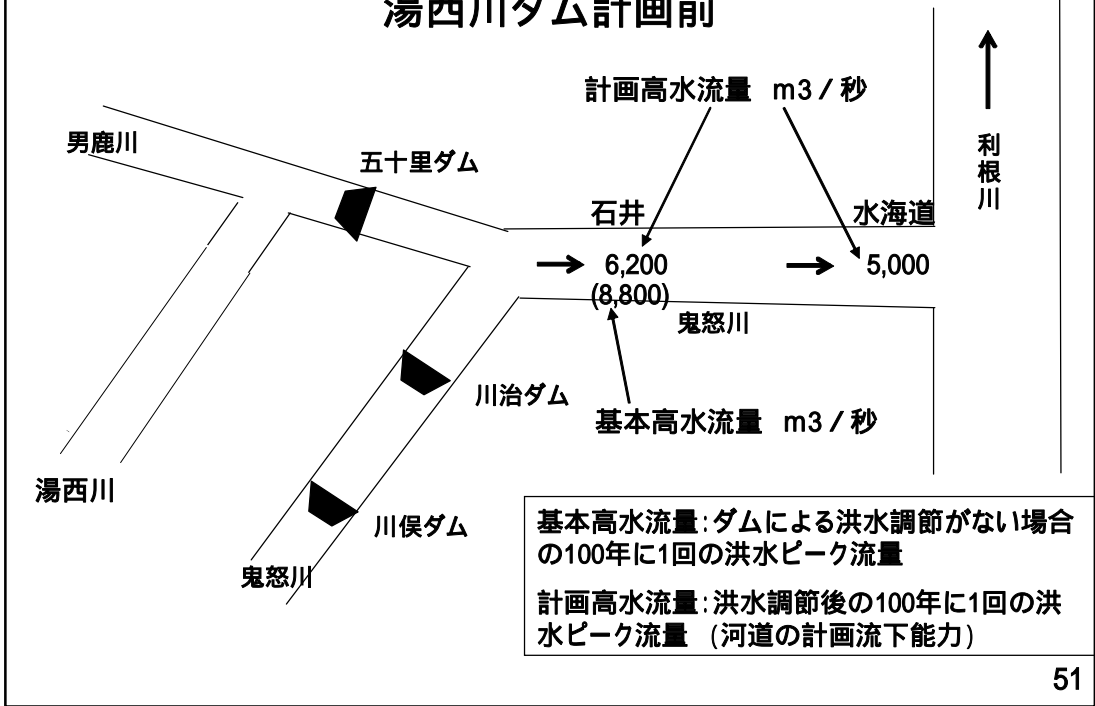 湯西川ダム計画前
計画高水流量 m3／秒
男鹿川
五十里ダム
利根川
石井
水海道
6,200
5,000
(8,800)
鬼怒川
川治ダム
基本高水流量 m3／秒
湯西川
川俣ダム
鬼怒川
基本高水流量：ダムによる洪水調節がない場合
の100年に1回の洪水ピーク流量
計画高水流量：洪水調節後の100年に1回の洪
水ピーク流量 (河道の計画流下能力)
51